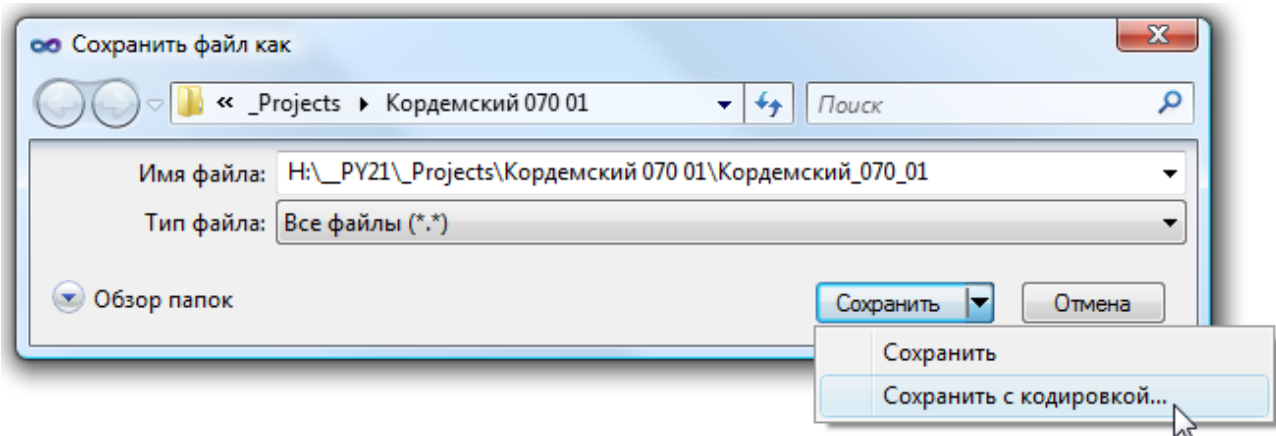 Сохранить файл как
« _Projects Кордемский 070 01 Поиск
Имя файла: H:\__PY21\_Projects\Кордемский 070 01\Кордемский_070_01
Тип файла: Все файлы (*.*)
Обзор папок Сохранить Отмена
Сохранить
Сохранить с кодировкой...